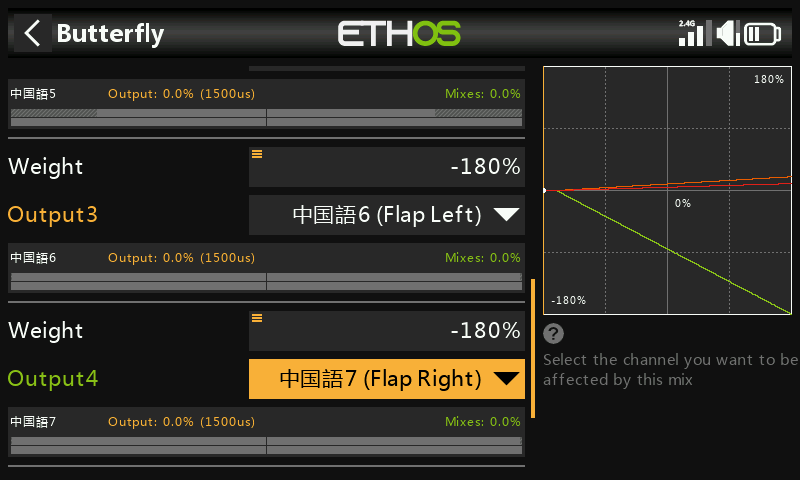 Butterfly
ETHOS
2.4G
中国語5 Output: 0.0% (1500us) Mixes: 0.0%
Weight -180%
Output3 中国語6 (Flap Left)
中国語6 Output: 0.0% (1500us) Mixes: 0.0%
Weight -180%
Output4 中国語7 (Flap Right)
中国語7 Output: 0.0% (1500us) Mixes: 0.0%
180%
0%
-180%
?
Select the channel you want to be
affected by this mix